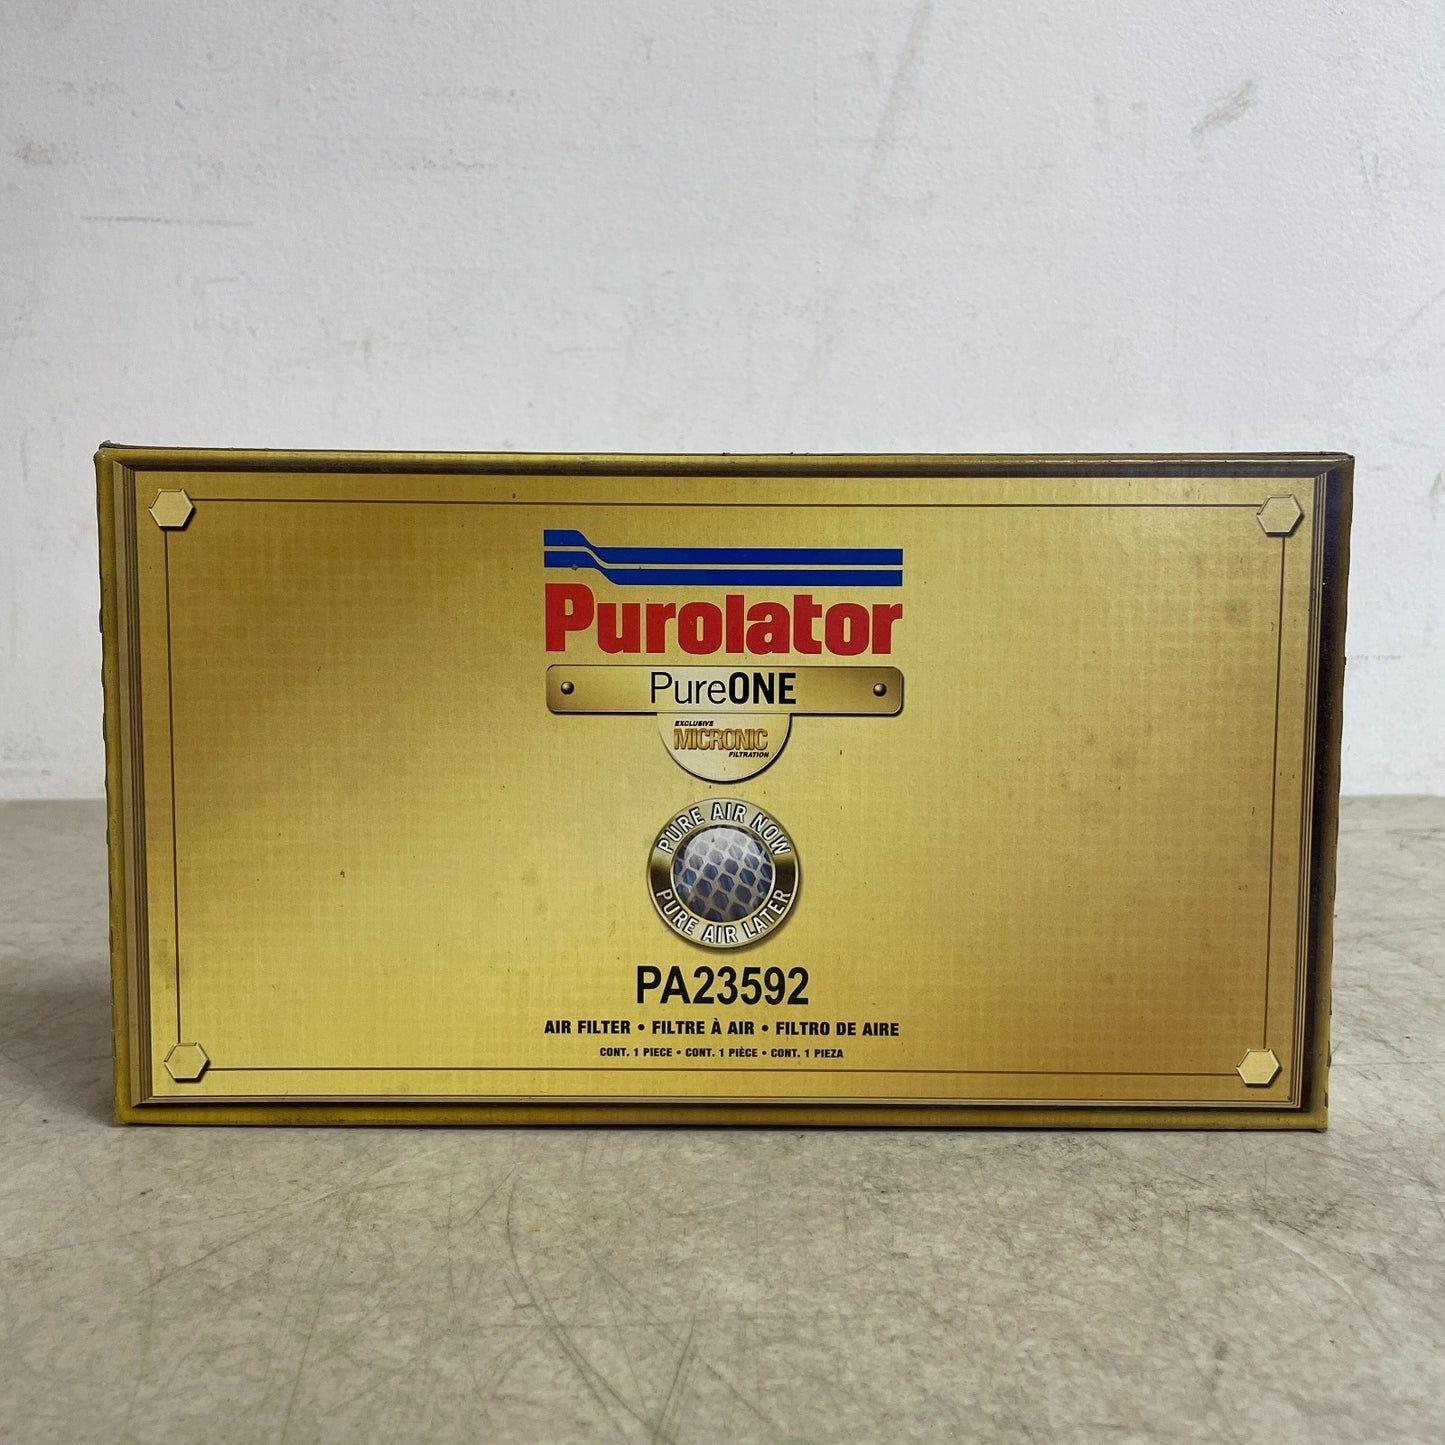 Purolator
PureONE
EXCLUSIVE
MICRONIC
FILTRATION
PURE AIR NOW
PURE AIR LATER
PA23592
AIR FILTER • FILTRE À AIR • FILTRO DE AIRE
CONT. 1 PIECE • CONT. 1 PIÈCE • CONT. 1 PIEZA